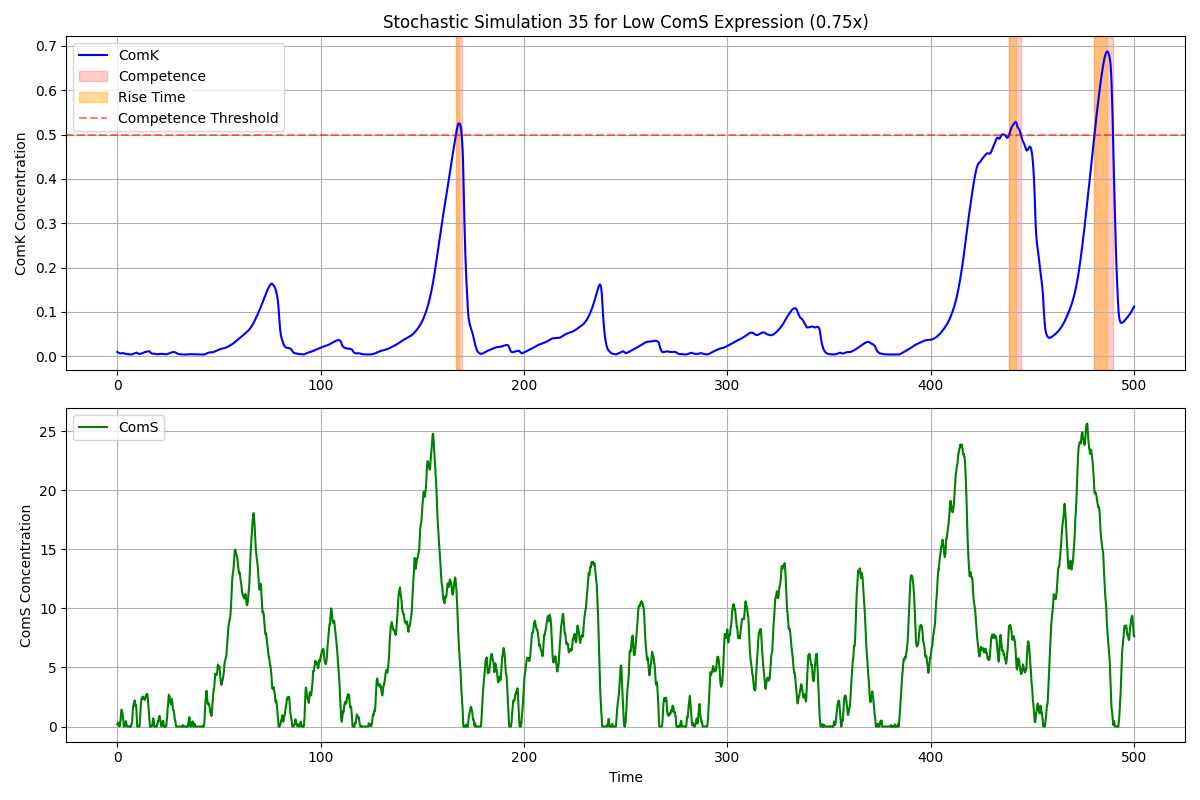 Stochastic Simulation 35 for Low ComS Expression (0.75x)
ComK Concentration
0.7
0.6
0.5
0.4
0.3
0.2
0.1
0.0
ComK
Competence
Rise Time
Competence Threshold
0
100
200
300
400
500
ComS Concentration
25
20
15
10
5
0
ComS
0
100
200
300
400
500
Time